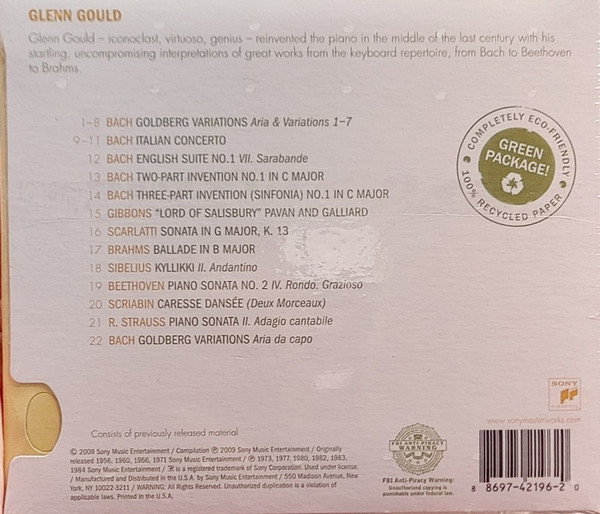 GLENN GOULD
Glenn Gould – iconoclast, virtuoso, genius – reinvented the piano in the middle of the last century with his
startling, uncompromising interpretations of great works from the keyboard repertoire, from Bach to Beethoven
to Brahms.
1–8 BACH GOLDBERG VARIATIONS Aria & Variations 1–7
9–11 BACH ITALIAN CONCERTO
12 BACH ENGLISH SUITE NO.1 VII. Sarabande
13 BACH TWO-PART INVENTION NO.1 IN C MAJOR
14 BACH THREE-PART INVENTION (SINFONIA) NO.1 IN C MAJOR
15 GIBBONS "LORD OF SALISBURY" PAVAN AND GALLIARD
16 SCARLATTI SONATA IN G MAJOR, K. 13
17 BRAHMS BALLADE IN B MAJOR
18 SIBELIUS KYLLIKKI II. Andantino
19 BEETHOVEN PIANO SONATA NO. 2 IV. Rondo. Grazioso
20 SCRIABIN CARESSE DANSÉE (Deux Morceaux)
21 R. STRAUSS PIANO SONATA II. Adagio cantabile
22 BACH GOLDBERG VARIATIONS Aria da capo
COMPLETELY ECO-FRIENDLY
GREEN
PACKAGE!
100% RECYCLED PAPER
SONY
CLASSICAL
www.sonymasterworks.com
Consists of previously released material
© 2009 Sony Music Entertainment / Compilation ℗ 2009 Sony Music Entertainment / Originally
released 1956, 1960, 1966, 1971 Sony Music Entertainment / ℗ 1973, 1977, 1980, 1982, 1983,
1984 Sony Music Entertainment / is a registered trademark of Sony Corporation. Used under license.
/ Manufactured and Distributed in the U.S.A. by Sony Music Entertainment / 550 Madison Avenue, New
York, NY 10022-3211 / WARNING: All Rights Reserved. Unauthorized duplication is a violation of
applicable laws. Printed in the U.S.A.
FBI ANTI-PIRACY
WARNING
FBI Anti-Piracy Warning:
Unauthorized copying is
punishable under federal law.
8 8697-42196-2 0